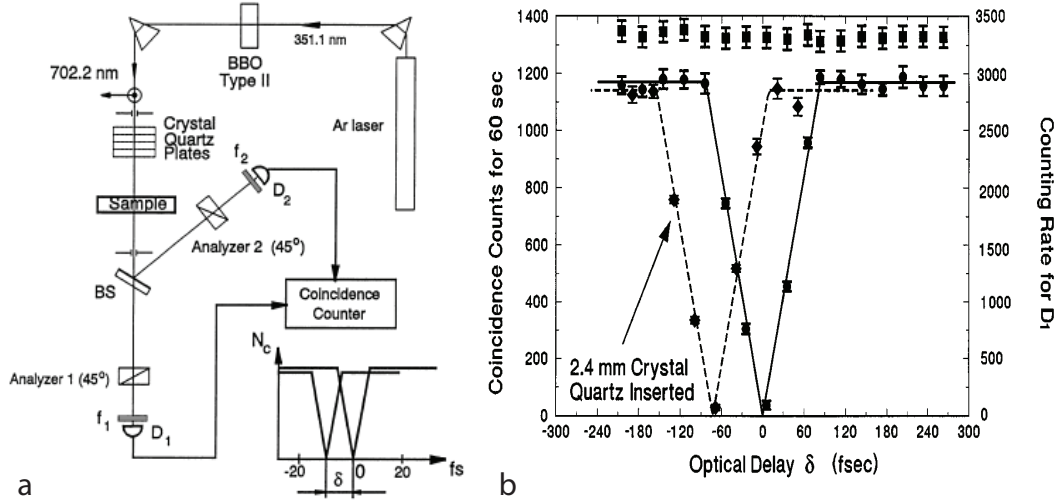 351.1 nm
BBO
Type II
702.2 nm
Crystal
Quartz
Plates
Ar laser
f2
D2
Sample
Analyzer 2 (45°)
BS
Coincidence
Counter
Nc
Analyzer 1 (45°)
f1
D1
-20
0
20
fs
δ
a
Coincidence Counts for 60 sec
1400
1200
1000
800
600
400
200
0
2.4 mm Crystal
Quartz Inserted
3500
3000
2500
2000
1500
1000
500
0
Counting Rate for D1
-300 -240 -180 -120 -60 0 60 120 180 240 300
Optical Delay δ (fsec)
b